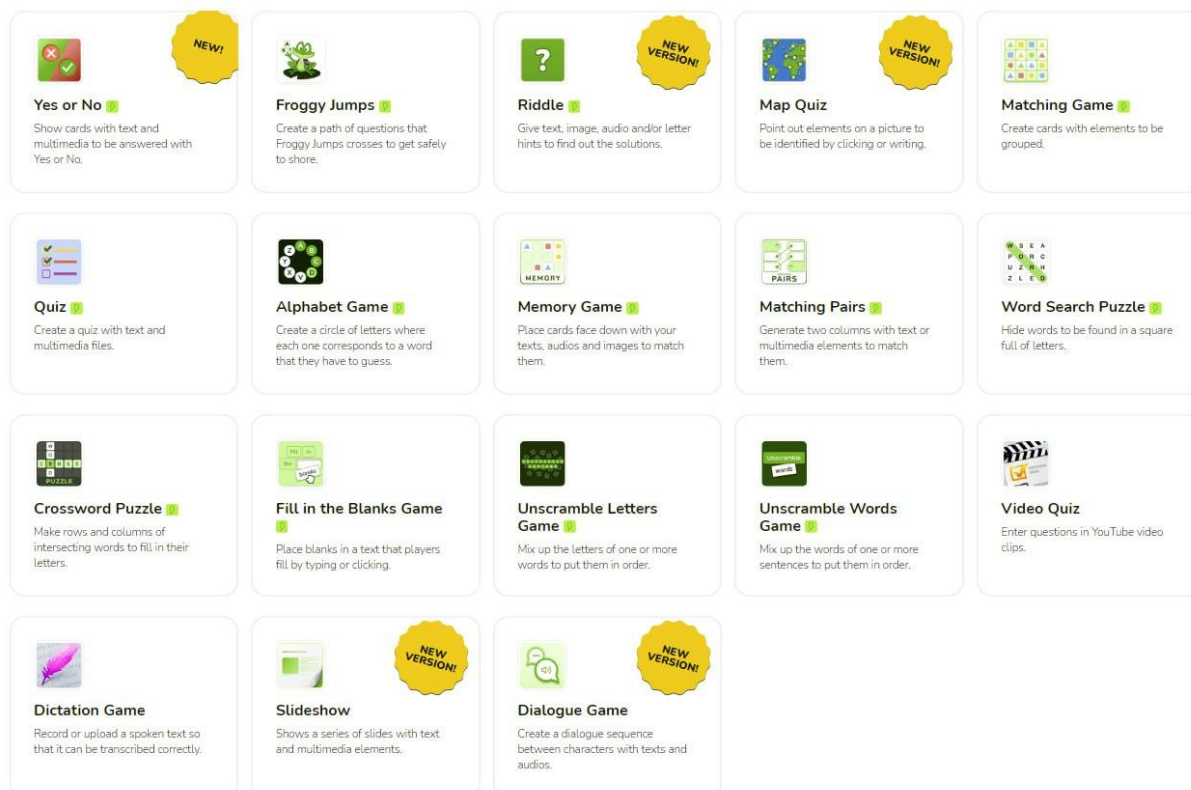 NEW!
Yes or No
Show cards with text and
multimedia to be answered with
Yes or No.
Froggy Jumps
Create a path of questions that
Froggy Jumps crosses to get safely
to shore.
?
NEW
VERSION!
Riddle
Give text, image, audio and/or letter
hints to find out the solutions.
NEW
VERSION!
Map Quiz
Point out elements on a picture to
be identified by clicking or writing.
Matching Game
Create cards with elements to be
grouped.
Quiz
Create a quiz with text and
multimedia files.
Z A B
Y C
X V D
Alphabet Game
Create a circle of letters where
each one corresponds to a word
that they have to guess.
MEMORY
Memory Game
Place cards face down with your
texts, audios and images to match
them.
PAIRS
Matching Pairs
Generate two columns with text or
multimedia elements to match
them.
W S E A
P O R C
U Z R H
Z L E D
Word Search Puzzle
Hide words to be found in a square
full of letters.
W
O
CROSS
D
PUZZLE
Crossword Puzzle
Make rows and columns of
intersecting words to fill in their
letters.
Fill in
the
blanks
Fill in the Blanks Game
Place blanks in a text that players
fill by typing or clicking.
Unscramble Letters
Game
Mix up the letters of one or more
words to put them in order.
Unscramble
words
Unscramble Words
Game
Mix up the words of one or more
sentences to put them in order.
Video Quiz
Enter questions in YouTube video
clips.
Dictation Game
Record or upload a spoken text so
that it can be transcribed correctly.
NEW
VERSION!
Slideshow
Shows a series of slides with text
and multimedia elements.
NEW
VERSION!
Dialogue Game
Create a dialogue sequence
between characters with texts and
audios.